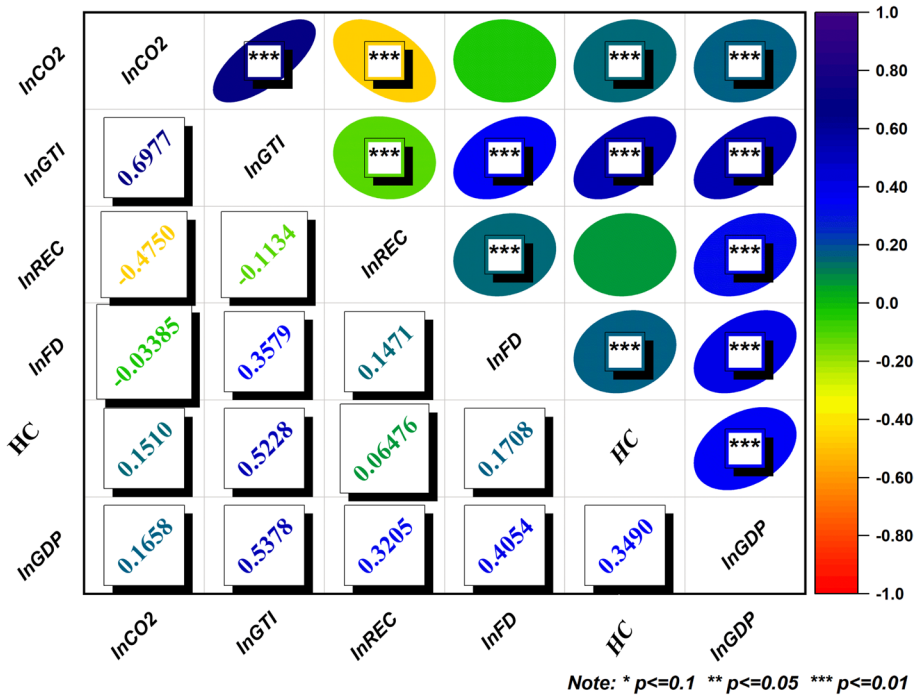 lnCO2 lnCO2 *** *** *** *** 1.0
0.80
lnGTI 0.6977 lnGTI *** *** *** *** 0.60
0.40
lnREC -0.4750 -0.1134 lnREC *** *** 0.20
0.0
lnFD -0.03385 0.3579 0.1471 lnFD *** *** -0.20
-0.40
HC 0.1510 0.5228 0.06476 0.1708 HC *** -0.60
-0.80
lnGDP 0.1658 0.5378 0.3205 0.4054 0.3490 lnGDP -1.0
lnCO2 lnGTI lnREC lnFD HC lnGDP
Note: * p<=0.1 ** p<=0.05 *** p<=0.01